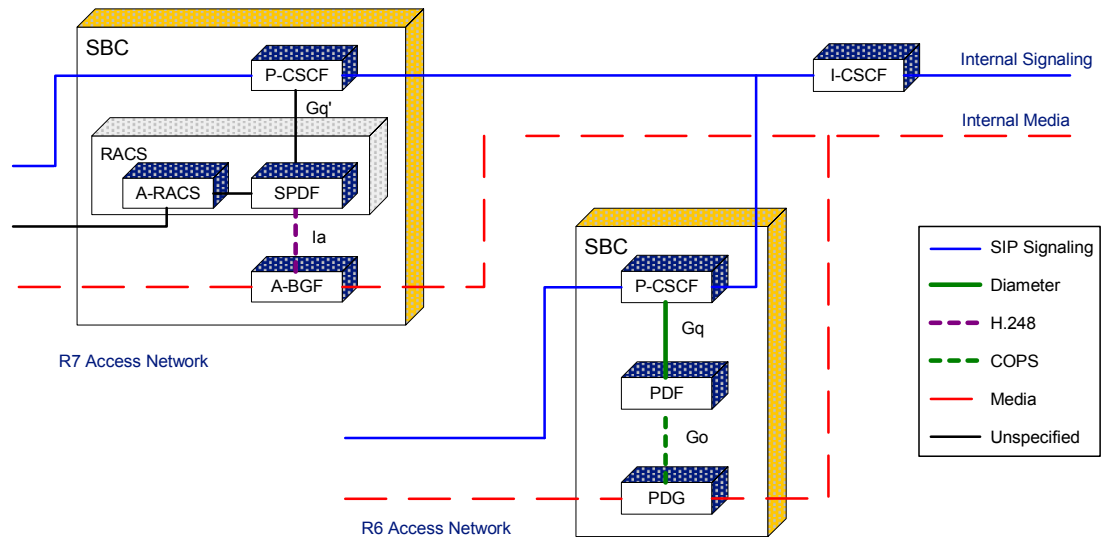 SBC
P-CSCF
Gq'
RACS
A-RACS
SPDF
Ia
A-BGF
R7 Access Network
I-CSCF
Internal Signaling
Internal Media
SBC
P-CSCF
Gq
PDF
Go
PDG
R6 Access Network
SIP Signaling
Diameter
H.248
COPS
Media
Unspecified